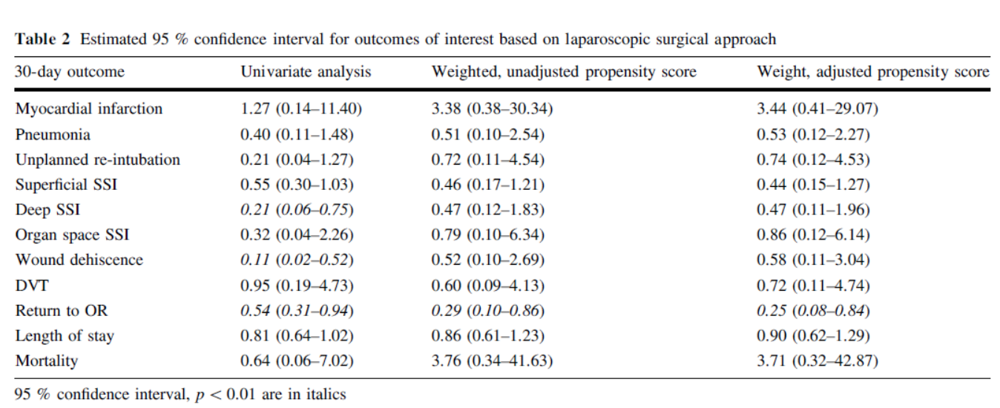 Table 2 Estimated 95 % confidence interval for outcomes of interest based on laparoscopic surgical approach
30-day outcome Univariate analysis Weighted, unadjusted propensity score Weight, adjusted propensity score
Myocardial infarction 1.27 (0.14–11.40) 3.38 (0.38–30.34) 3.44 (0.41–29.07)
Pneumonia 0.40 (0.11–1.48) 0.51 (0.10–2.54) 0.53 (0.12–2.27)
Unplanned re-intubation 0.21 (0.04–1.27) 0.72 (0.11–4.54) 0.74 (0.12–4.53)
Superficial SSI 0.55 (0.30–1.03) 0.46 (0.17–1.21) 0.44 (0.15–1.27)
Deep SSI 0.21 (0.06–0.75) 0.47 (0.12–1.83) 0.47 (0.11–1.96)
Organ space SSI 0.32 (0.04–2.26) 0.79 (0.10–6.34) 0.86 (0.12–6.14)
Wound dehiscence 0.11 (0.02–0.52) 0.52 (0.10–2.69) 0.58 (0.11–3.04)
DVT 0.95 (0.19–4.73) 0.60 (0.09–4.13) 0.72 (0.11–4.74)
Return to OR 0.54 (0.31–0.94) 0.29 (0.10–0.86) 0.25 (0.08–0.84)
Length of stay 0.81 (0.64–1.02) 0.86 (0.61–1.23) 0.90 (0.62–1.29)
Mortality 0.64 (0.06–7.02) 3.76 (0.34–41.63) 3.71 (0.32–42.87)
95 % confidence interval, p < 0.01 are in italics